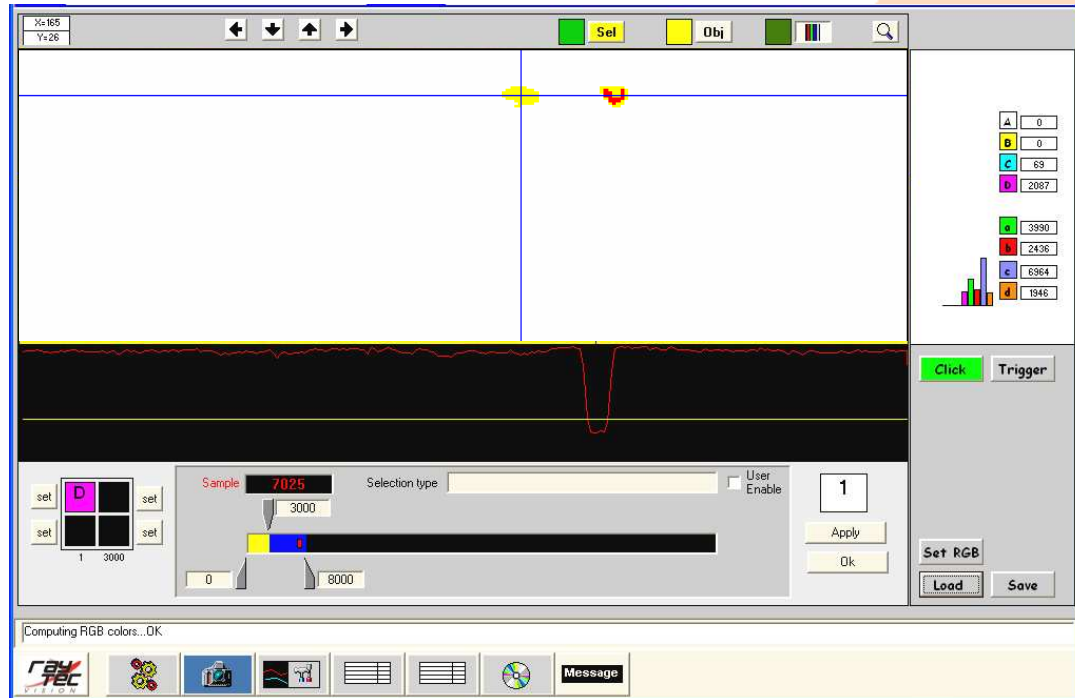 X=165
Y=26
Sel
Obj
A 0
B 0
C 69
D 2087
a 3990
b 2436
c 6964
d 1946
Click Trigger
set D set
set set
1 3000
Sample 7025 Selection type User Enable
3000
0 8000
1
Apply
Ok
Set RGB
Load Save
Computing RGB colors...OK
ray
TEC
VISION
Message